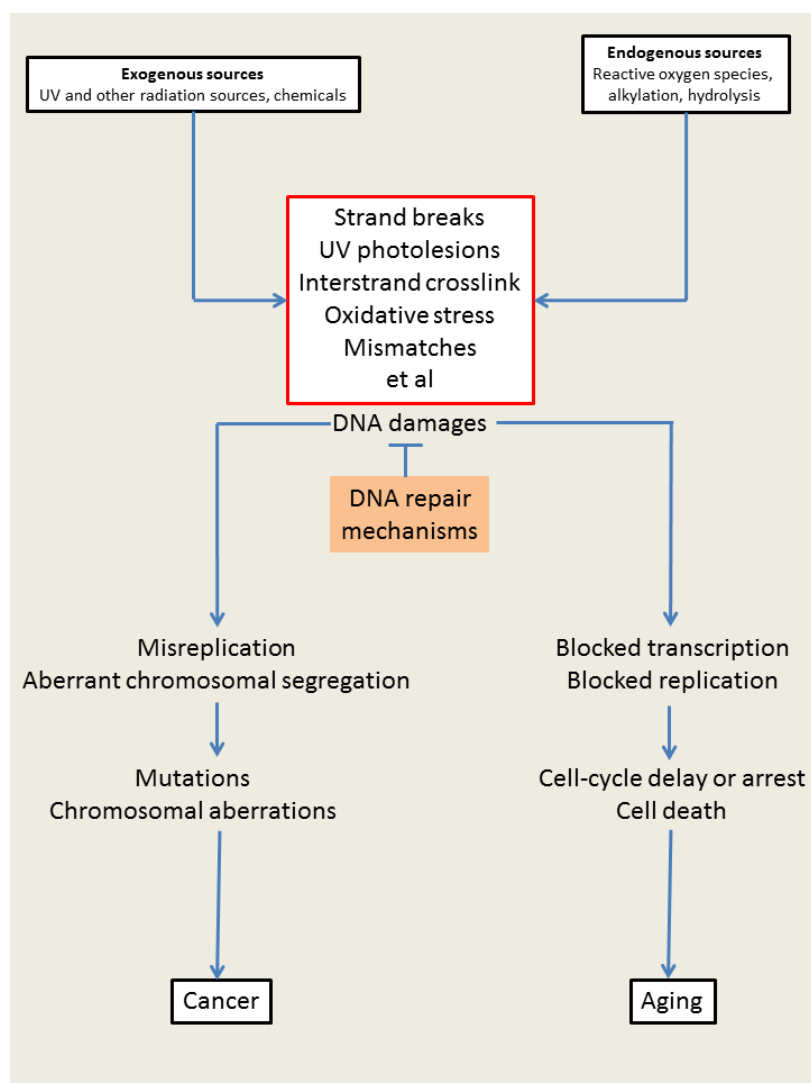 Exogenous sources
UV and other radiation sources, chemicals
Endogenous sources
Reactive oxygen species,
alkylation, hydrolysis
Strand breaks
UV photolesions
Interstrand crosslink
Oxidative stress
Mismatches
et al
DNA damages
DNA repair
mechanisms
Misreplication
Aberrant chromosomal segregation
Blocked transcription
Blocked replication
Mutations
Chromosomal aberrations
Cell-cycle delay or arrest
Cell death
Cancer
Aging